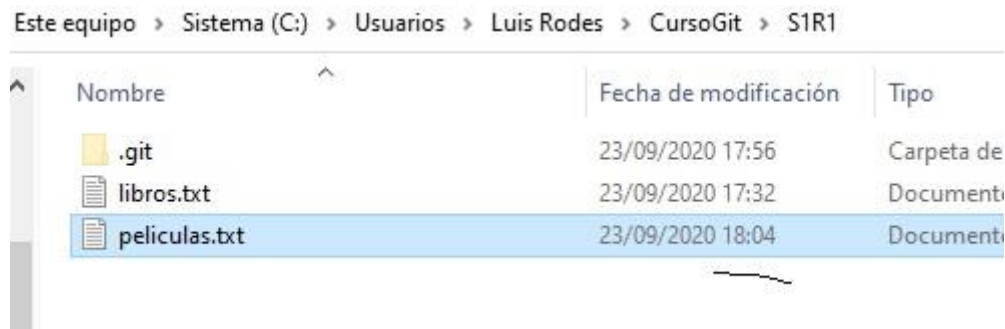 Este equipo > Sistema (C:) > Usuarios > Luis Rodes > CursoGit > S1R1
Nombre Fecha de modificación Tipo
.git 23/09/2020 17:56 Carpeta de
libros.txt 23/09/2020 17:32 Documento
peliculas.txt 23/09/2020 18:04 Documento